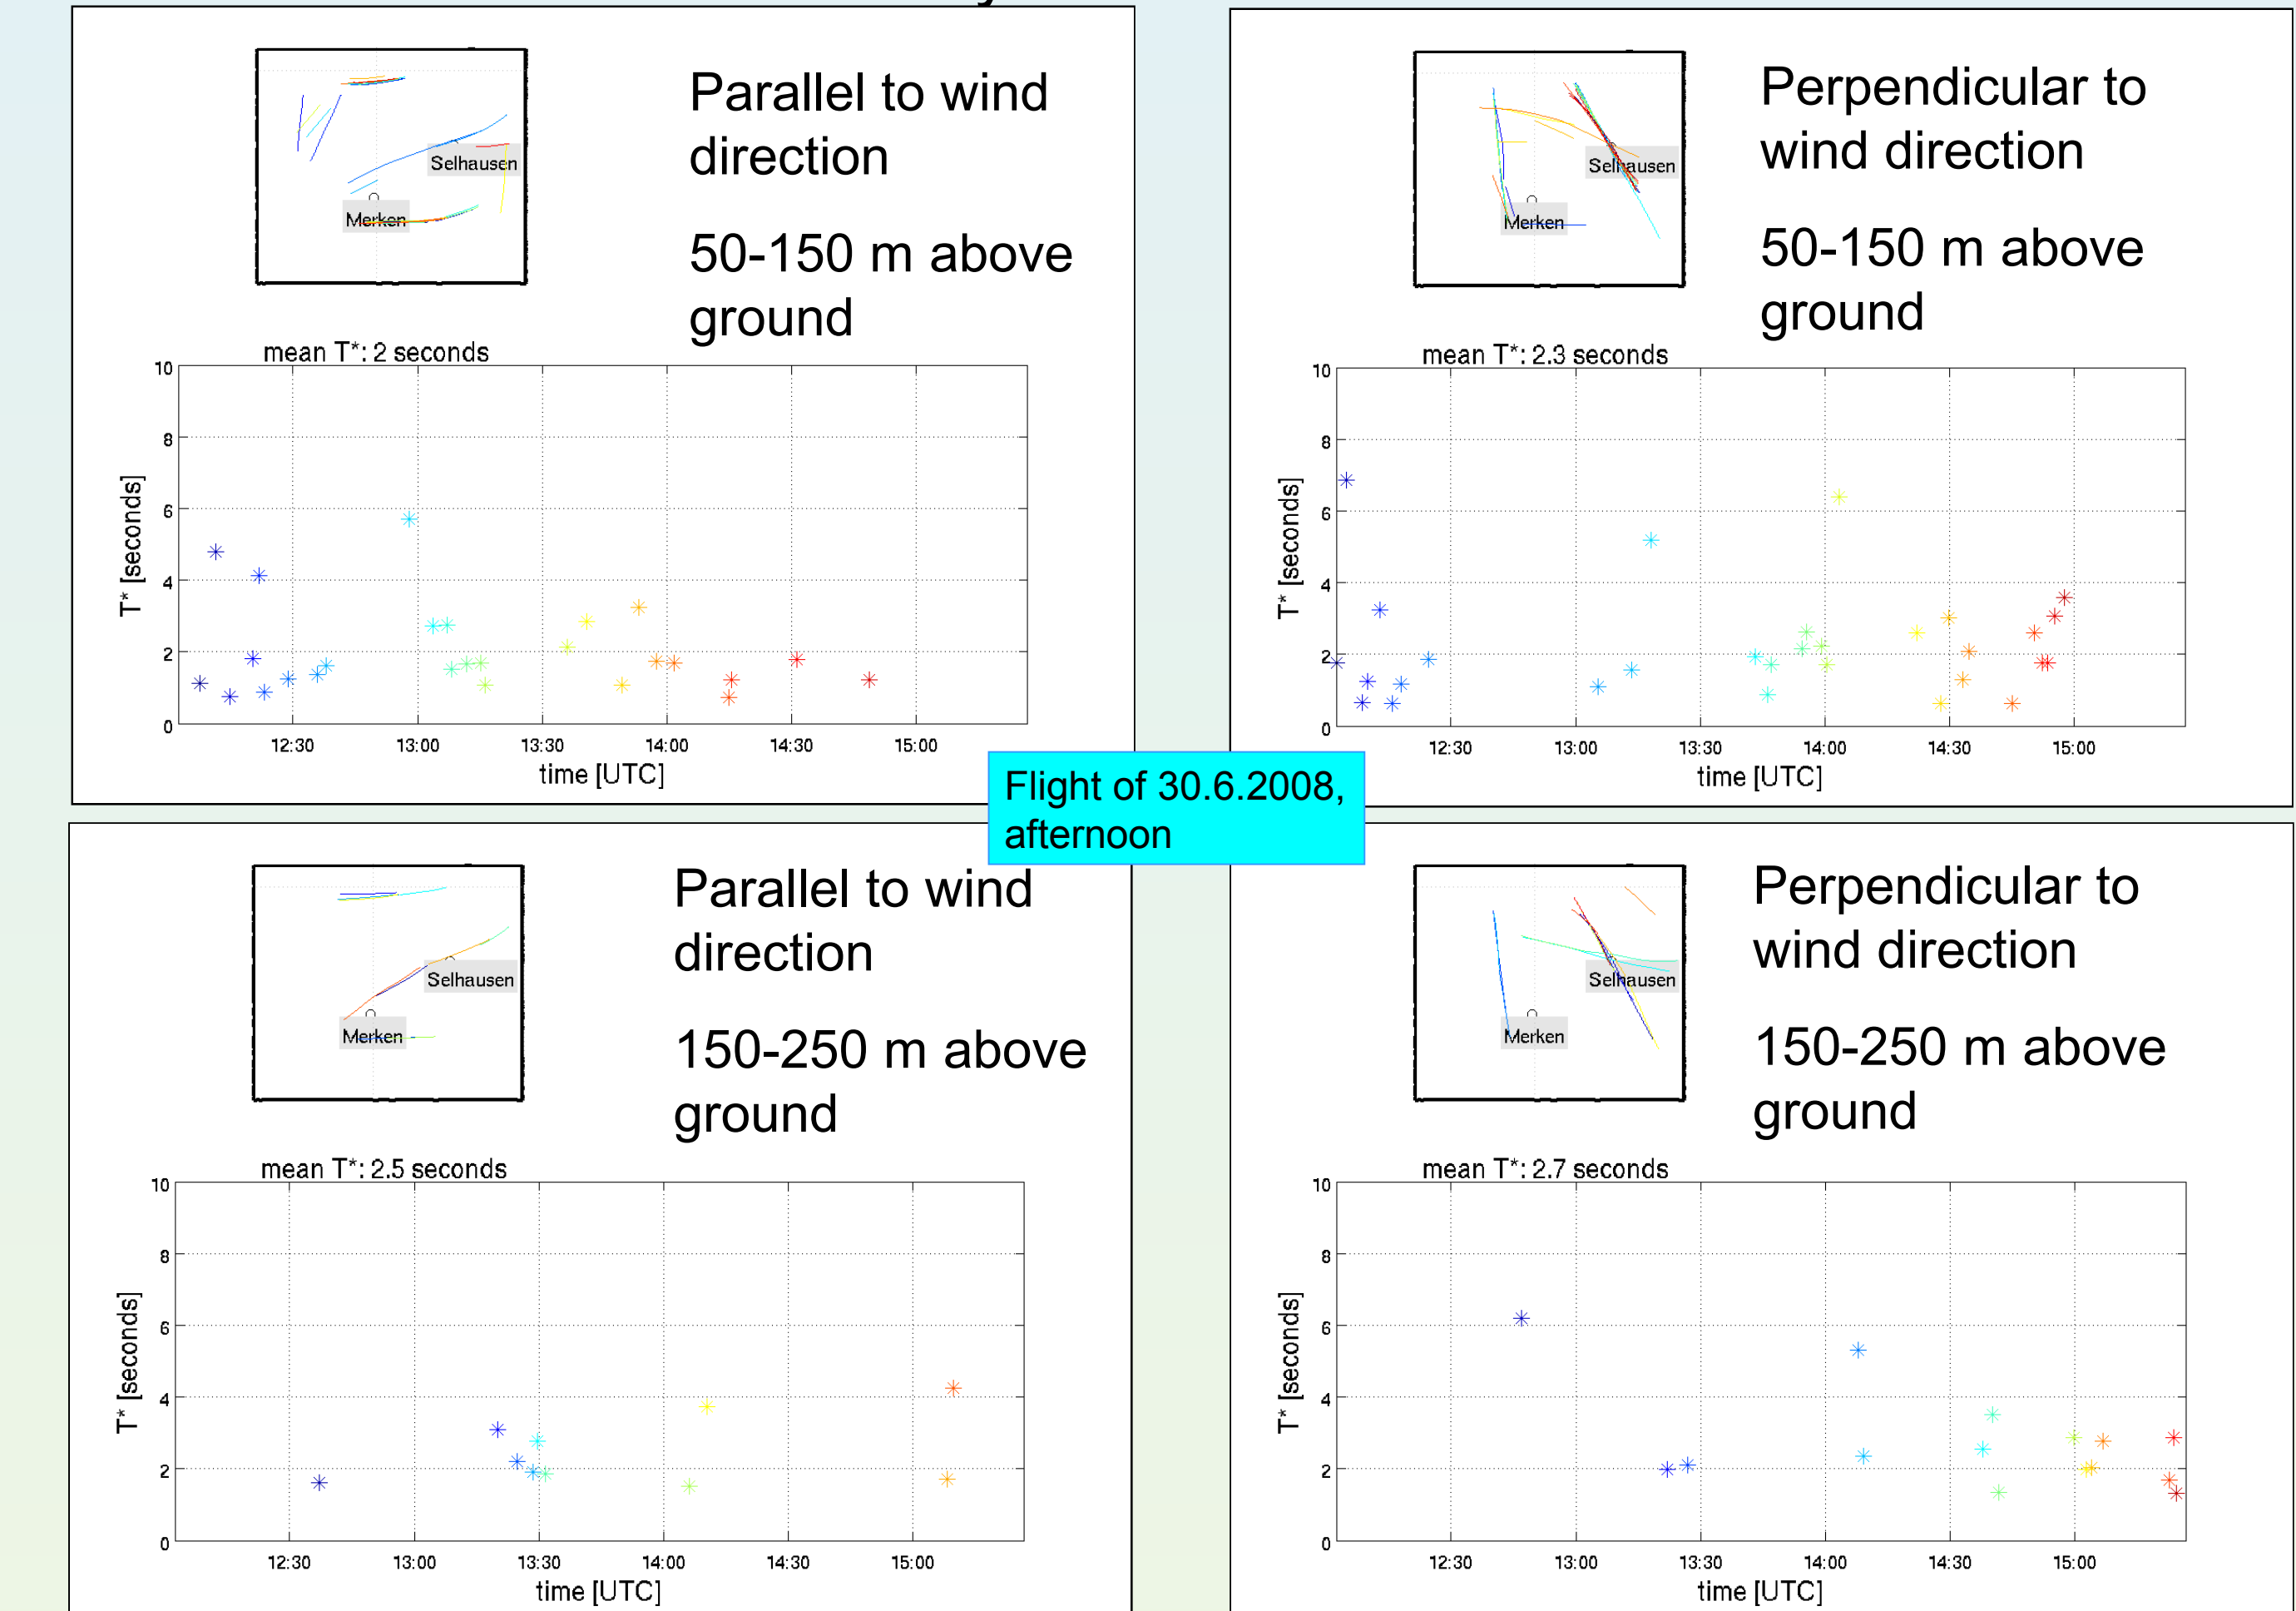 Parallel to wind
direction
50-150 m above
ground
Selhausen
Merken
mean T*: 2 seconds
10
8
6
4
2
0
T* [seconds]
12:30 13:00 13:30 14:00 14:30 15:00
time [UTC]
Perpendicular to
wind direction
50-150 m above
ground
Selhausen
Merken
mean T*: 2.3 seconds
10
8
6
4
2
0
T* [seconds]
12:30 13:00 13:30 14:00 14:30 15:00
time [UTC]
Flight of 30.6.2008,
afternoon
Parallel to wind
direction
150-250 m above
ground
Selhausen
Merken
mean T*: 2.5 seconds
10
8
6
4
2
0
T* [seconds]
12:30 13:00 13:30 14:00 14:30 15:00
time [UTC]
Perpendicular to
wind direction
150-250 m above
ground
Selhausen
Merken
mean T*: 2.7 seconds
10
8
6
4
2
0
T* [seconds]
12:30 13:00 13:30 14:00 14:30 15:00
time [UTC]